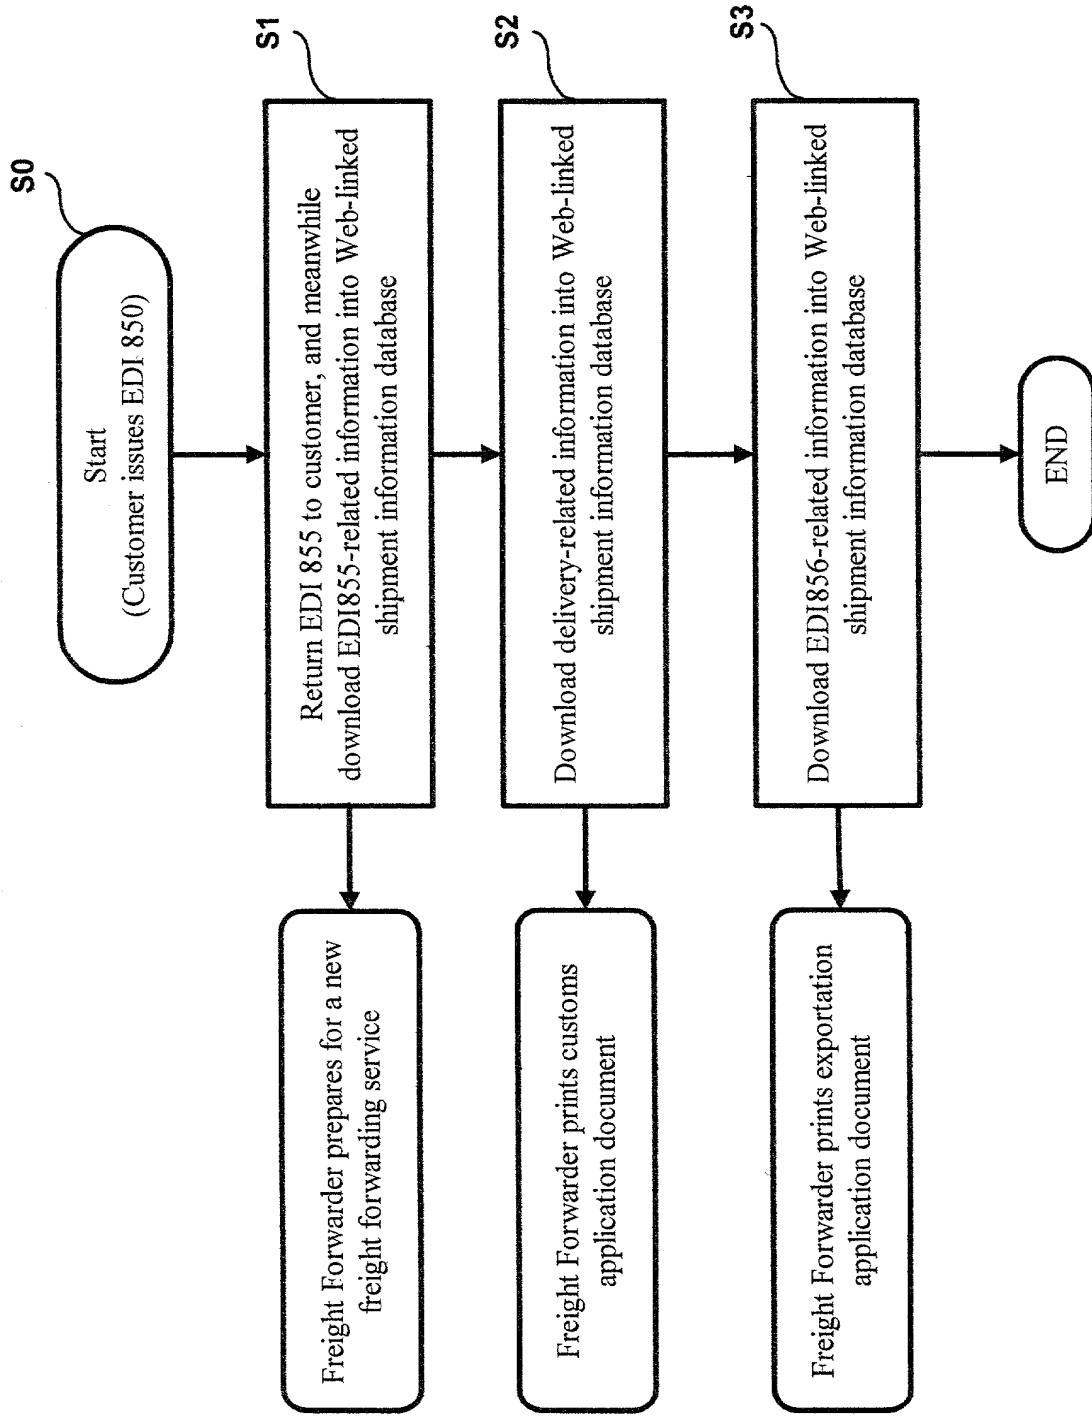 S0
Start
(Customer issues EDI 850)
S1
Return EDI 855 to customer, and meanwhile
download EDI855-related information into Web-linked
shipment information database
Freight Forwarder prepares for a new
freight forwarding service
S2
Download delivery-related information into Web-linked
shipment information database
Freight Forwarder prints customs
application document
S3
Download EDI856-related information into Web-linked
shipment information database
Freight Forwarder prints exportation
application document
END